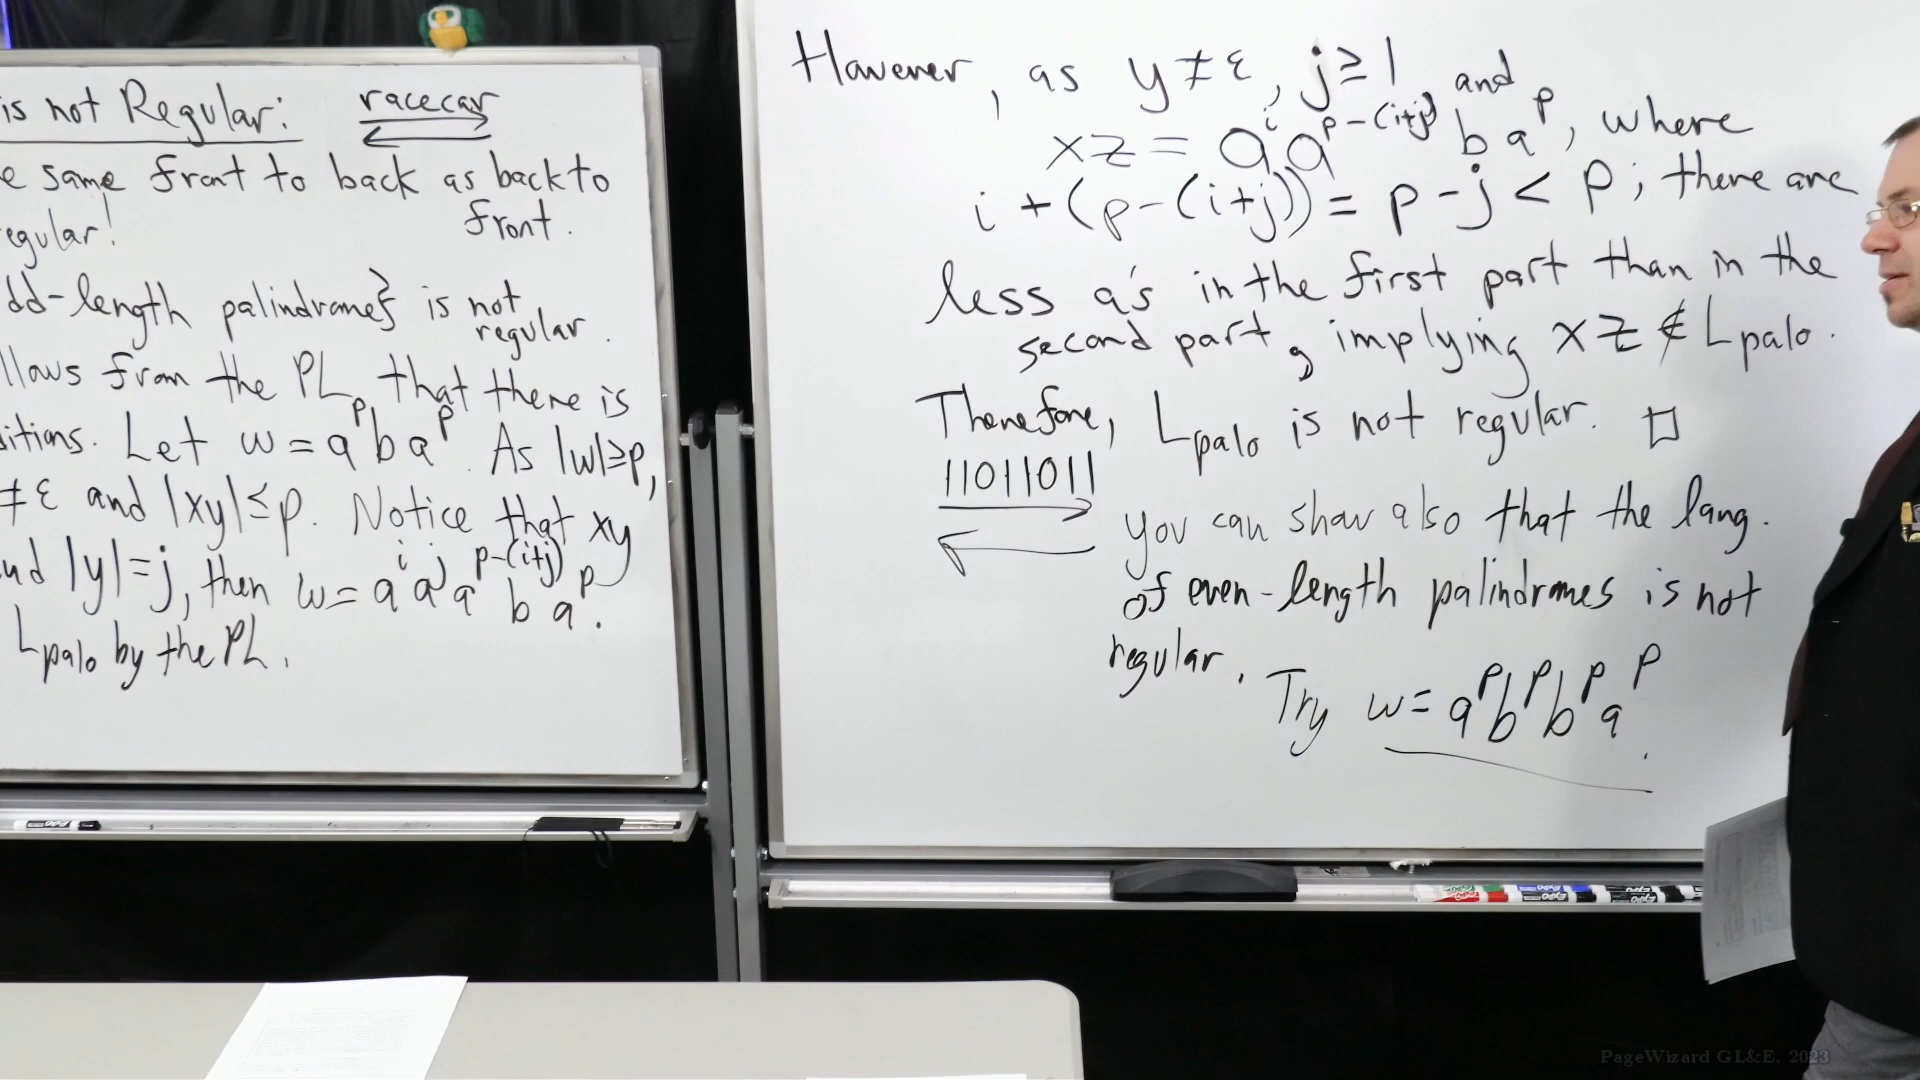 is not Regular: racecar
e same front to back as back to
egular! front.
dd-length palindromes} is not
regular.
llows from the PL that there is
ditions. Let w = a^p b a^p. As |w| ≥ p,
≠ ε and |xy| ≤ p. Notice that xy
nd |y| = j, then w = a^i a^j a^{p-(i+j)} b a^p.
L_palo by the PL.
However, as y ≠ ε, j ≥ 1 and
xz = a^i a^{p-(i+j)} b a^p, where
i + (p-(i+j)) = p - j < p; there are
less a's in the first part than in the
second part, implying xz ∉ L_palo.
Therefore, L_palo is not regular. □
11011011
you can show also that the lang.
of even-length palindromes is not
regular. Try w = a^p b^p b^p a^p.
PageWizard GL&E, 2023